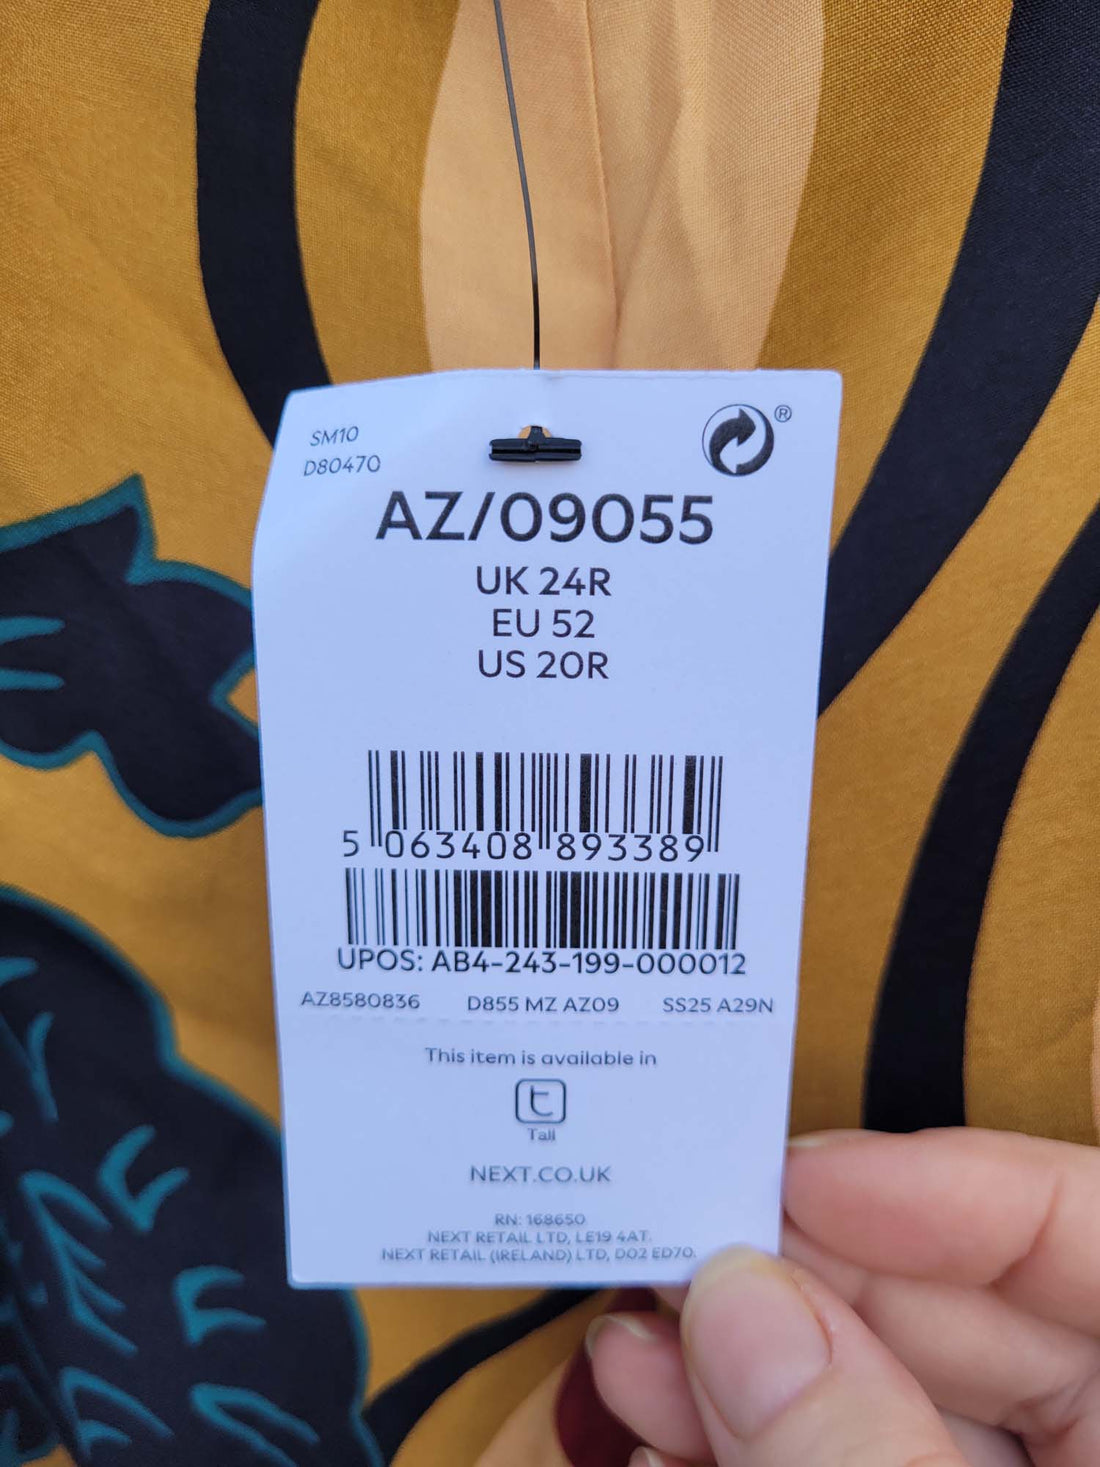 SM10
D80470
®
AZ/09055
UK 24R
EU 52
US 20R
5 063408 893389
UPOS: AB4-243-199-000012
AZ8580836 D855 MZ AZ09 SS25 A29N
This item is available in
t
Tall
NEXT.CO.UK
RN: 168650
NEXT RETAIL LTD, LE19 4AT.
NEXT RETAIL (IRELAND) LTD, D02 ED70.